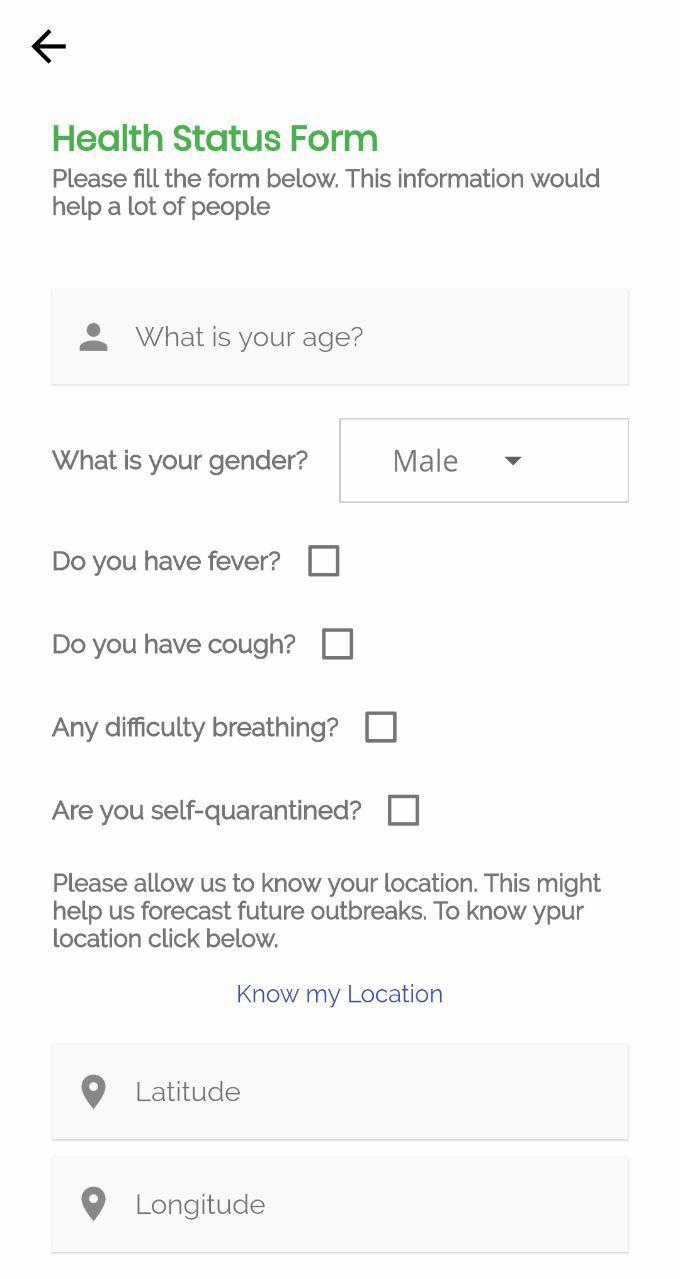 Health Status Form
Please fill the form below. This information would
help a lot of people
What is your age?
What is your gender? Male
Do you have fever?
Do you have cough?
Any difficulty breathing?
Are you self-quarantined?
Please allow us to know your location. This might
help us forecast future outbreaks. To know ypur
location click below.
Know my Location
Latitude
Longitude